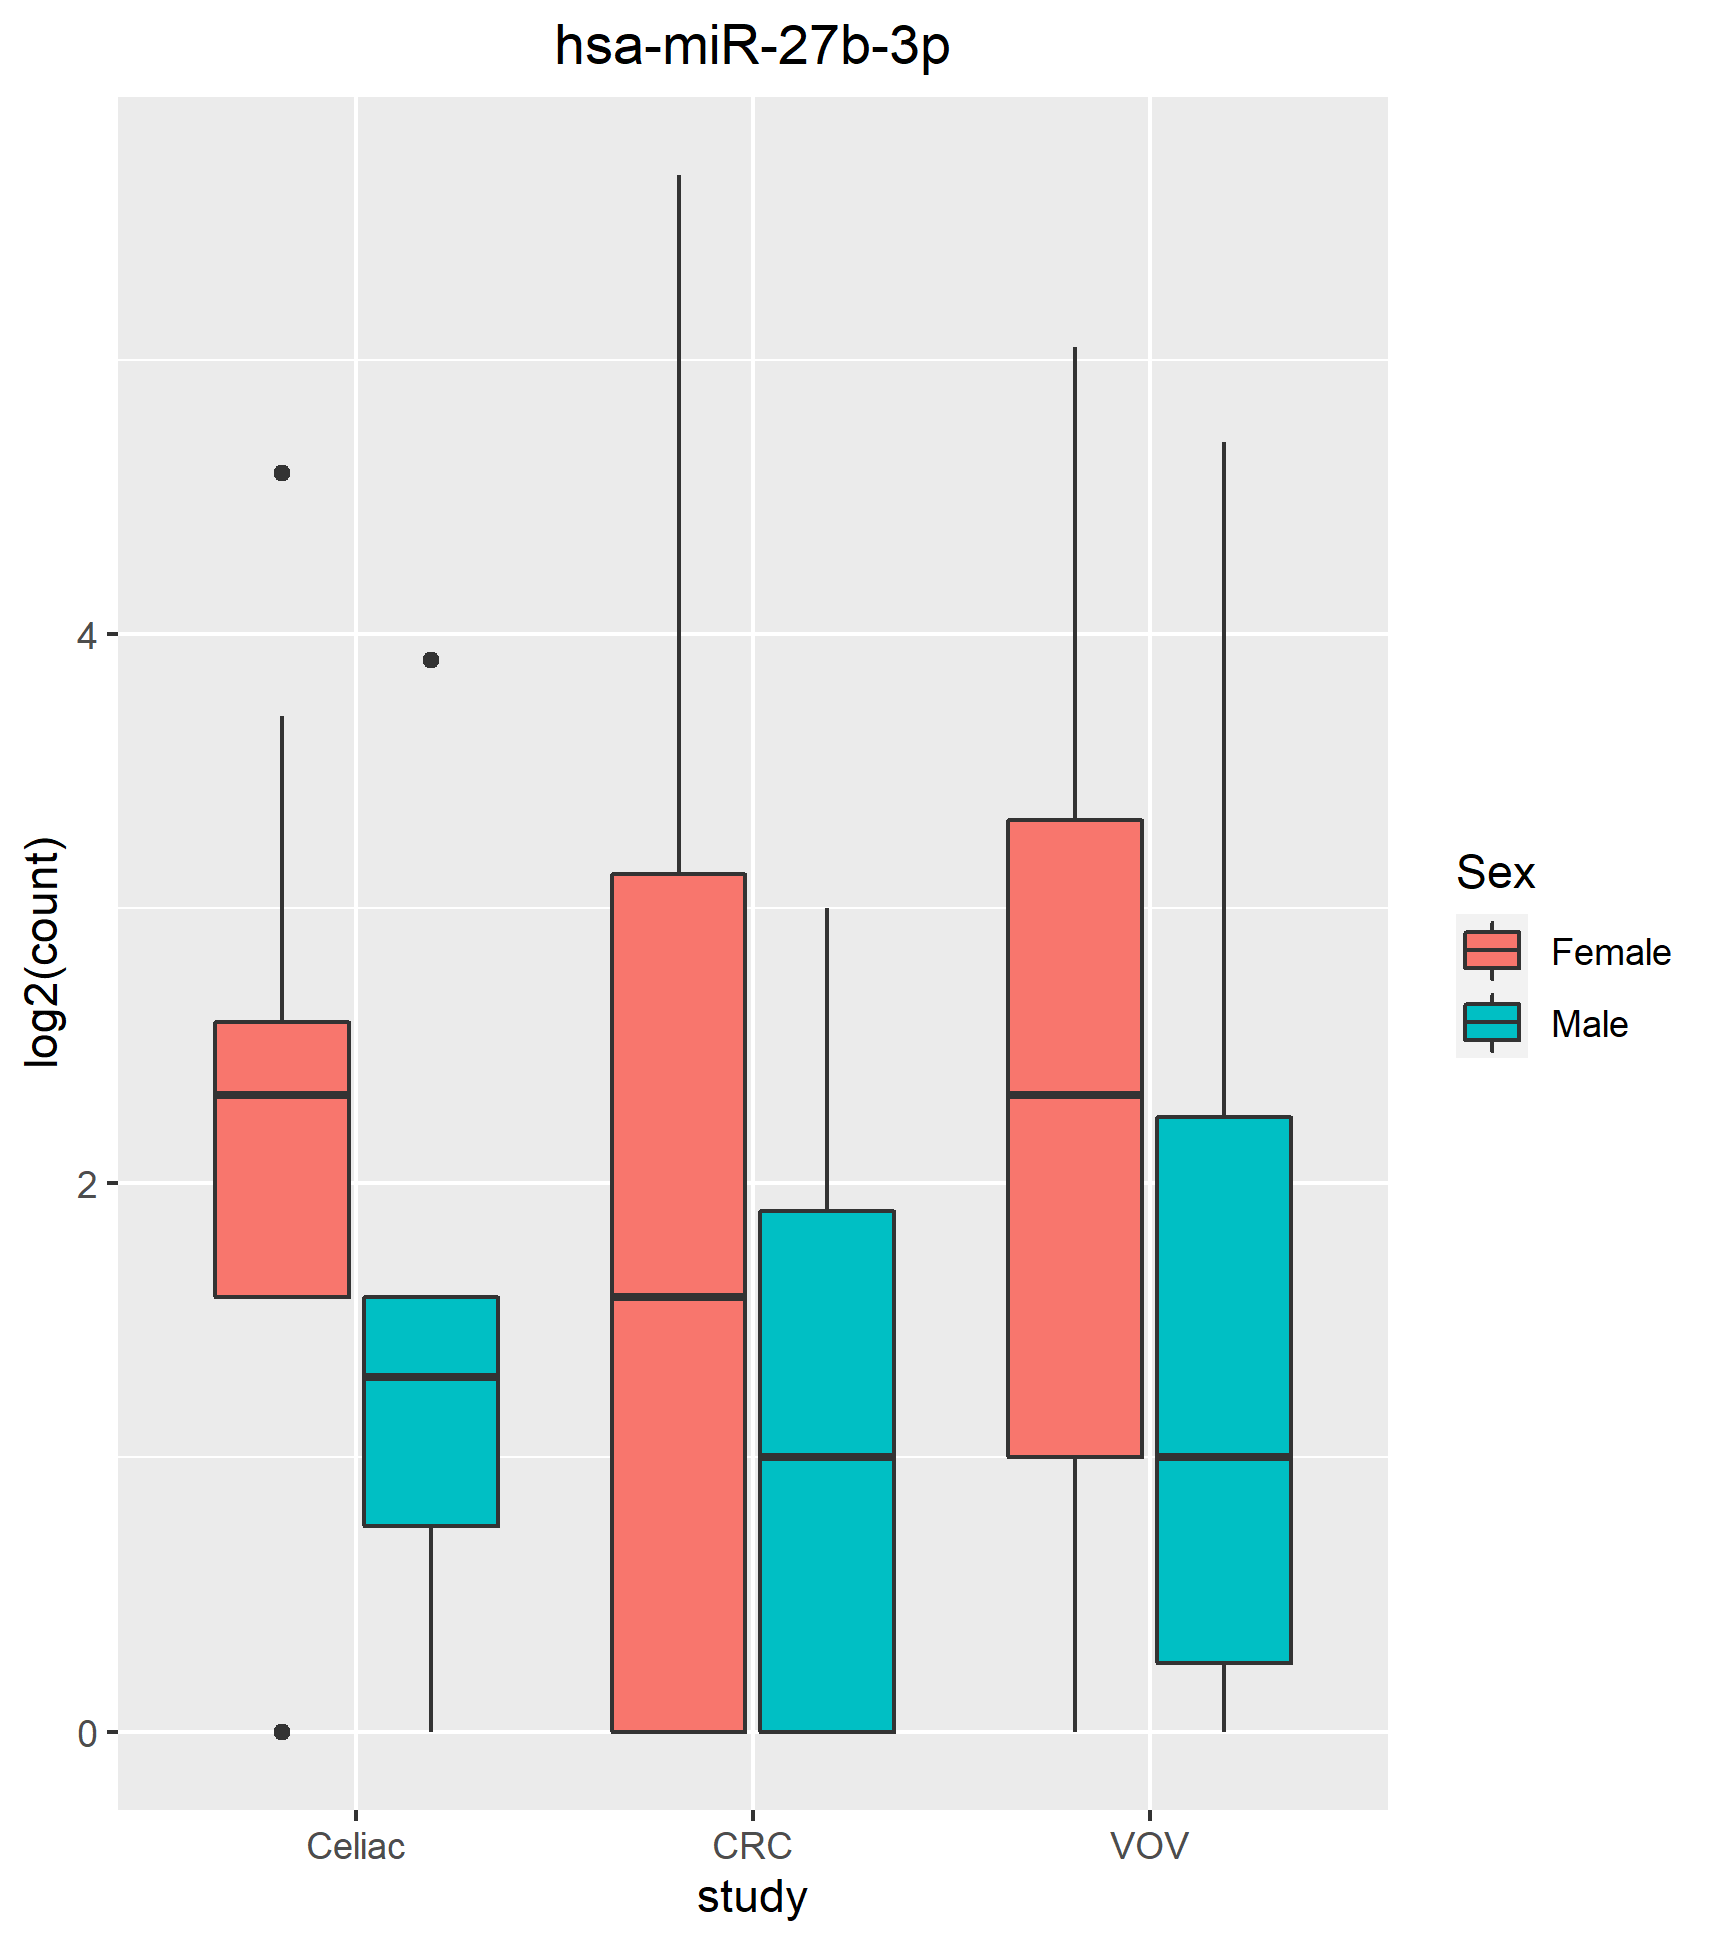 hsa-miR-27b-3p
log2(count)
4
2
0
Celiac
CRC
VOV
study
Sex
Female
Male